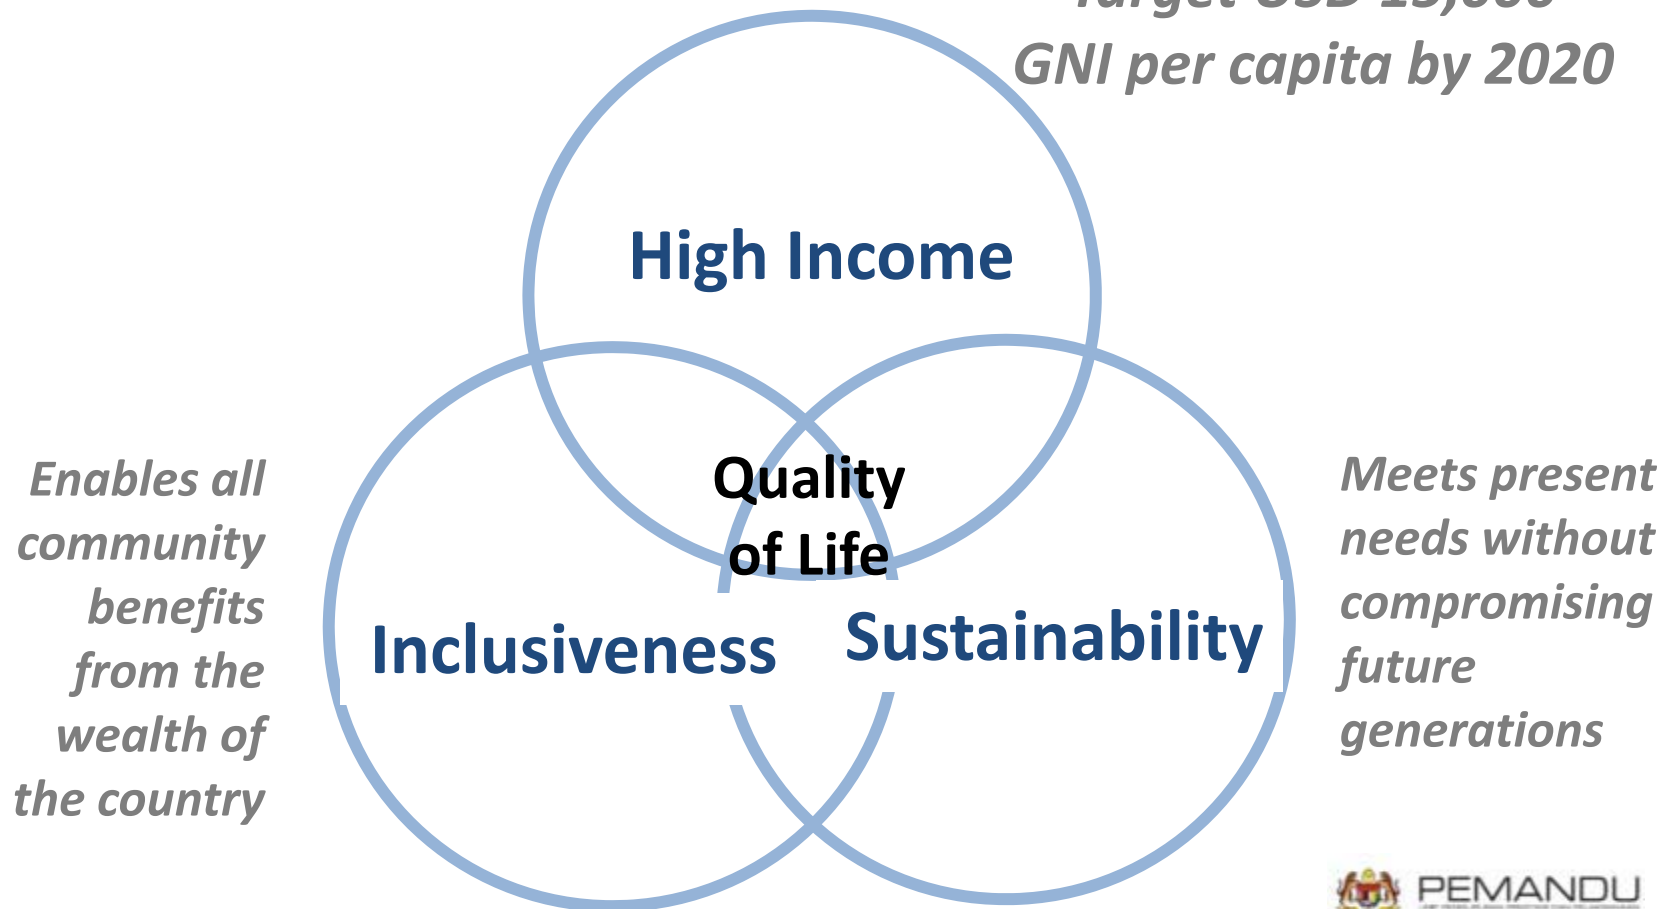 GNI per capita by 2020
High Income
Quality
of Life
Inclusiveness
Sustainability
Enables all
community
benefits
from the
wealth of
the country
Meets present
needs without
compromising
future
generations
PEMANDU